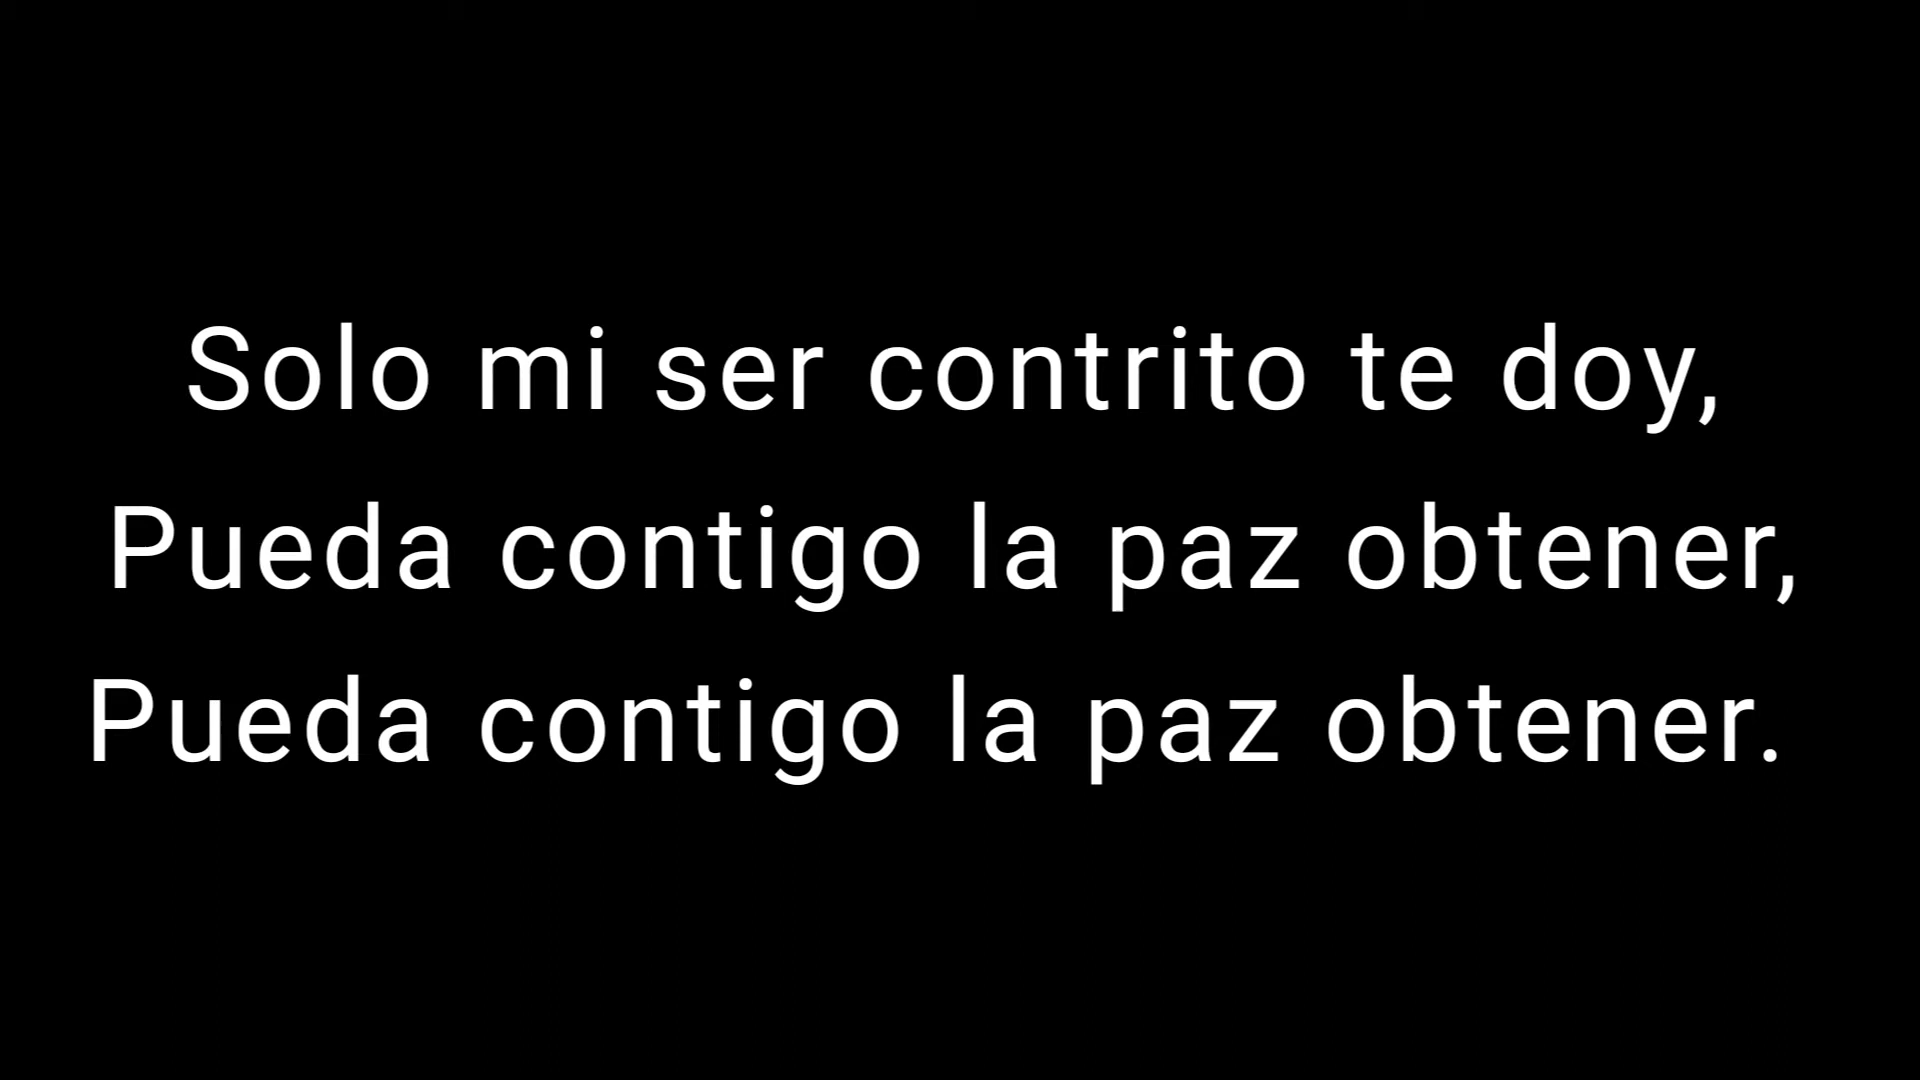 Solo mi ser contrito te doy,
Pueda contigo la paz obtener,
Pueda contigo la paz obtener.